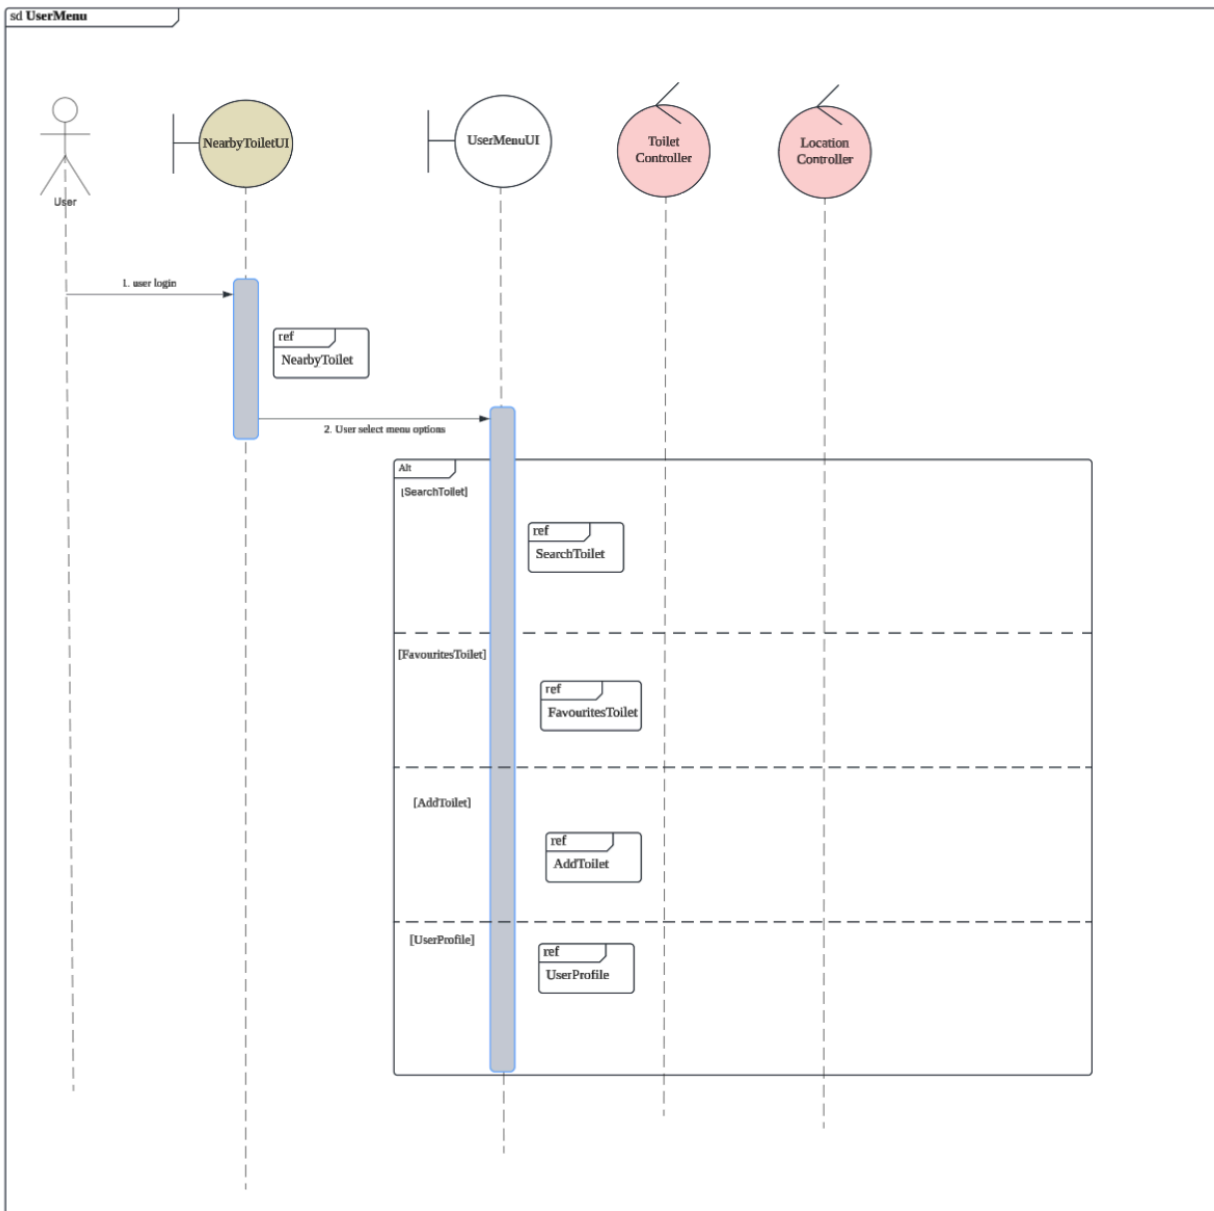 sd UserMenu
NearbyToiletUI
UserMenuUI
Toilet
Controller
Location
Controller
User
1. user login
ref
NearbyToilet
2. User select menu options
Alt
[SearchToilet]
ref
SearchToilet
[FavouritesToilet]
ref
FavouritesToilet
[AddToilet]
ref
AddToilet
[UserProfile]
ref
UserProfile